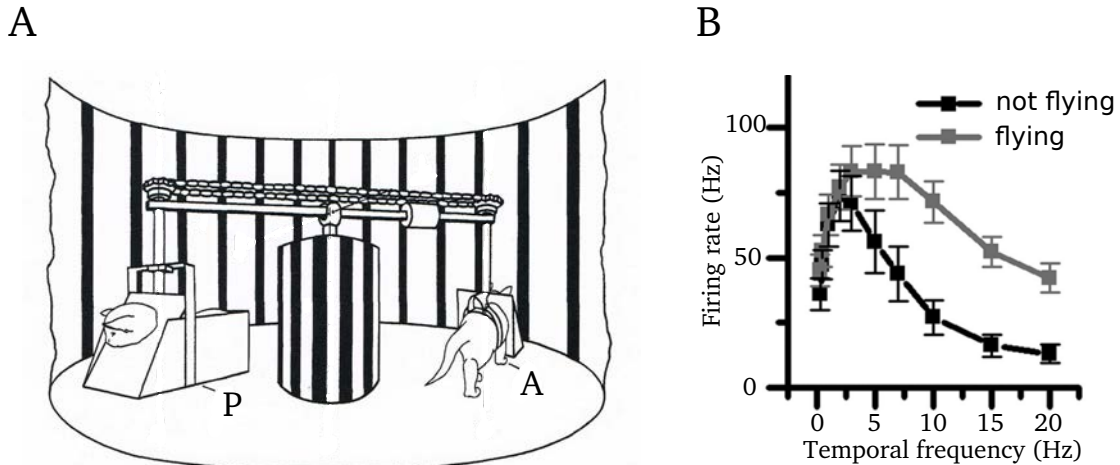 A
B
P
A
not flying
flying
100
50
0
Firing rate (Hz)
0 5 10 15 20
Temporal frequency (Hz)